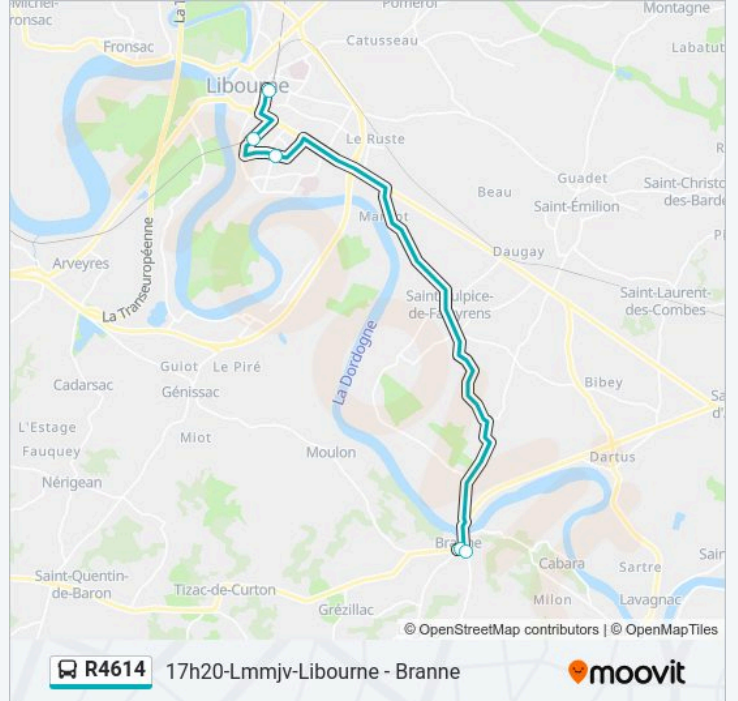 Pomerol
Montagne
ronsac
Fronsac
Catusseau
Labatut
Libourne
Le Ruste
Guadet
Saint-Christo
des-Barde
Beau
Saint-Émilion
Daugay
Arveyres
La Transeuropéenne
Saint-Sulpice-
de-Faleyrens
Saint-Laurent-
des-Combes
La Dordogne
Guiot
Le Piré
Cadarsac
Génissac
Bibey
L'Estage
Miot
Fauquey
Moulon
Dartus
Nérigean
Branne
Cabara
Sartre
Saint-Quentin-
de-Baron
Tizac-de-Curton
Milon
Lavagnac
Grézillac
© OpenStreetMap contributors | © OpenMapTiles
R4614 17h20-Lmmjv-Libourne - Branne moovit